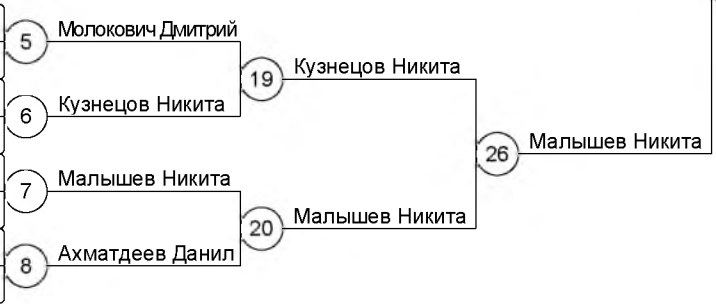 5 Молокович Дмитрий
19 Кузнецов Никита
6 Кузнецов Никита
26 Малышев Никита
7 Малышев Никита
20 Малышев Никита
8 Ахматдеев Данил